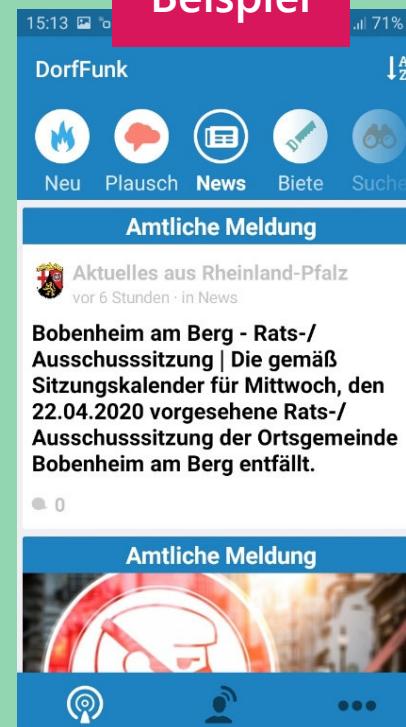 Beispiel
15:13 71%
DorfFunk
AZ
Neu Plausch News Biete Suche
Amtliche Meldung
Aktuelles aus Rheinland-Pfalz
vor 6 Stunden · in News
Bobenheim am Berg - Rats-/
Ausschusssitzung | Die gemäß
Sitzungskalender für Mittwoch, den
22.04.2020 vorgesehene Rats-/
Ausschusssitzung der Ortsgemeinde
Bobenheim am Berg entfällt.
0
Amtliche Meldung